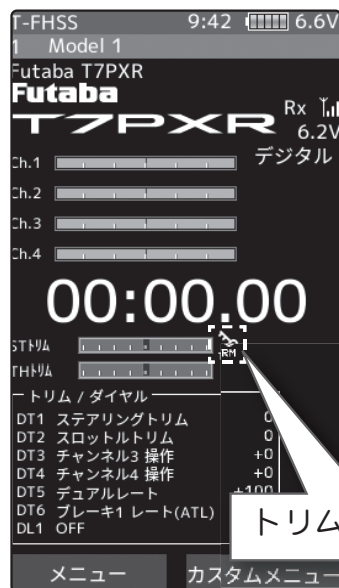 T-FHSS 9:42 6.6V
1 Model 1
Futaba T7PXR
Futaba
T7PXR
Rx
6.2V
デジタル
Ch.1
Ch.2
Ch.3
Ch.4
00:00.00
STトリム
RM
THトリム
トリム / ダイヤル
DT1 ステアリングトリム 0
DT2 スロットルトリム 0
DT3 チャンネル3 操作 +0
DT4 チャンネル4 操作 +0
DT5 デュアルレート +100
DT6 ブレーキ1 レート(ATL)
DL1 OFF
トリム
メニュー カスタムメニュー